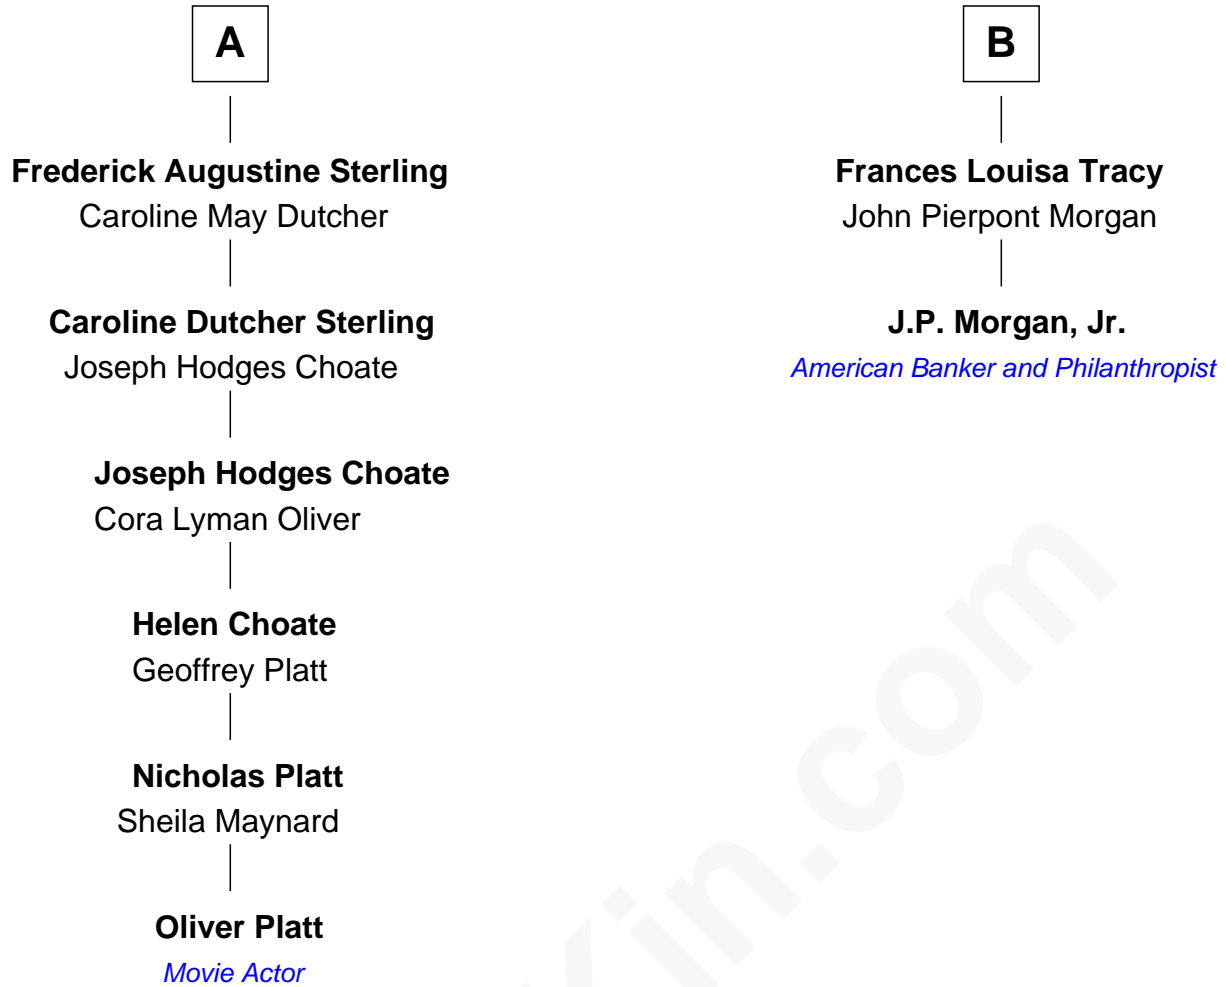 A
Frederick Augustine Sterling
Caroline May Dutcher
Caroline Dutcher Sterling
Joseph Hodges Choate
Joseph Hodges Choate
Cora Lyman Oliver
Helen Choate
Geoffrey Platt
Nicholas Platt
Sheila Maynard
Oliver Platt
Movie Actor
B
Frances Louisa Tracy
John Pierpont Morgan
J.P. Morgan, Jr.
American Banker and Philanthropist
Kin.com